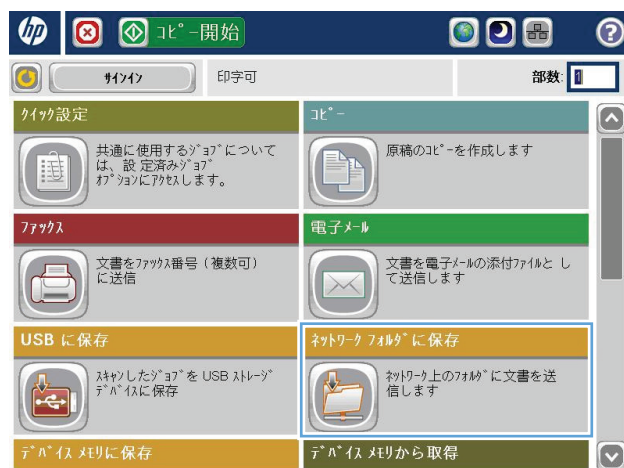 hp
ｺﾋﾟｰ開始
?
ｻｲﾝｲﾝ
印字可
部数: 1
ｸｲｯｸ設定
共通に使用するｼﾞｮﾌﾞについて
は、設 定済みｼﾞｮﾌﾞ
ｵﾌﾟｼｮﾝにｱｸｾｽしま
す。
ｺﾋﾟｰ
原稿のｺﾋﾟｰを作成します
ﾌｧｯｸｽ
文書をﾌｧｯｸｽ番号（複数可）
に送信
電子ﾒｰﾙ
文書を電子ﾒｰﾙの添付ﾌｧｲﾙと し
て送信しま す
USB に保存
ｽｷｬﾝしたｼﾞｮﾌﾞを USB ｽﾄﾚｰｼﾞ
ﾃﾞﾊﾞｲｽに保存
ﾈｯﾄﾜｰｸ ﾌｫﾙﾀﾞに保存
ﾈｯﾄﾜｰｸ上のﾌｫﾙﾀﾞに文書を送
信します
ﾃﾞﾊﾞｲｽ ﾒﾓﾘに保存
ﾃﾞﾊﾞｲｽ ﾒﾓﾘから取得